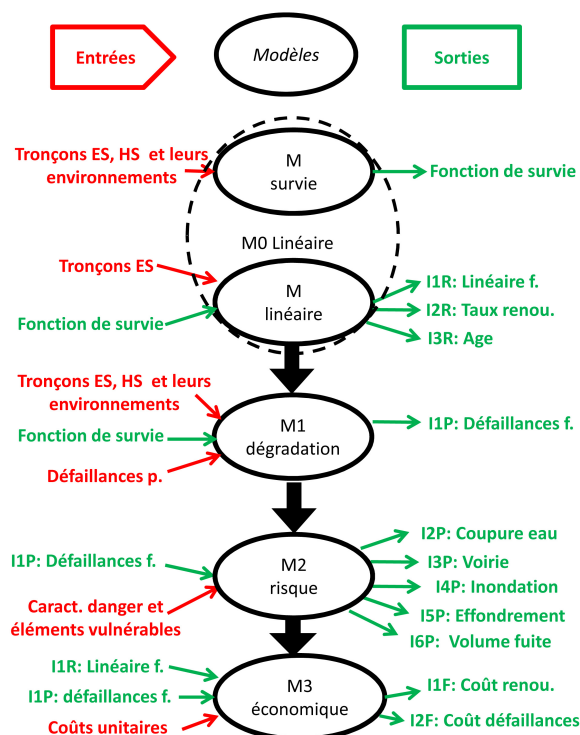 Entrées
Modèles
Sorties
Tronçons ES, HS et leurs
environnements
M
survie
Fonction de survie
M0 Linéaire
Tronçons ES
Fonction de survie
M
linéaire
I1R: Linéaire f.
I2R: Taux renou.
I3R: Age
Tronçons ES, HS et leurs
environnements
Fonction de survie
Défaillances p.
M1
dégradation
I1P: Défaillances f.
I1P: Défaillances f.
Caract. danger et
éléments vulnérables
M2
risque
I2P: Coupure eau
I3P: Voirie
I4P: Inondation
I5P: Effondrement
I6P: Volume fuite
I1R: Linéaire f.
I1P: défaillances f.
Coûts unitaires
M3
économique
I1F: Coût renou.
I2F: Coût défaillances